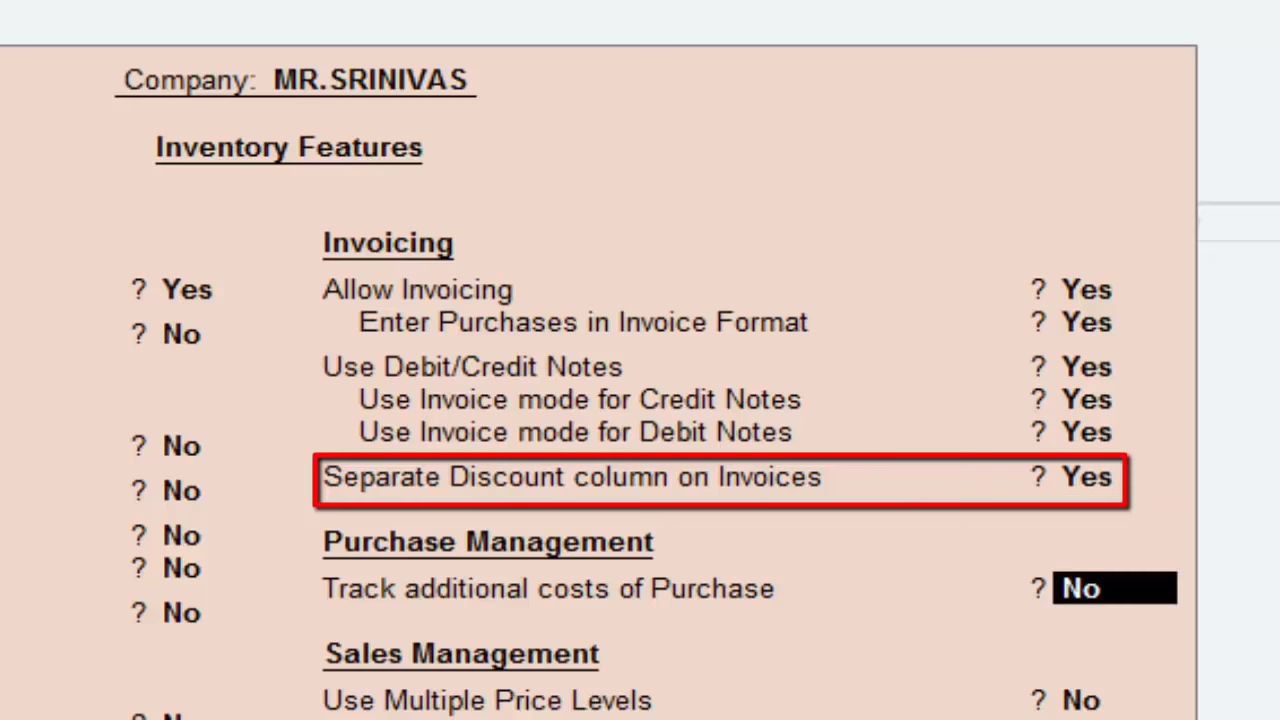 Company: MR.SRINIVAS
Inventory Features
Invoicing
? Yes Allow Invoicing ? Yes
Enter Purchases in Invoice Format ? Yes
? No
Use Debit/Credit Notes ? Yes
Use Invoice mode for Credit Notes ? Yes
Use Invoice mode for Debit Notes ? Yes
? No
Separate Discount column on Invoices ? Yes
? No
? No Purchase Management
? No
Track additional costs of Purchase ? No
? No
Sales Management
Use Multiple Price Levels ? No